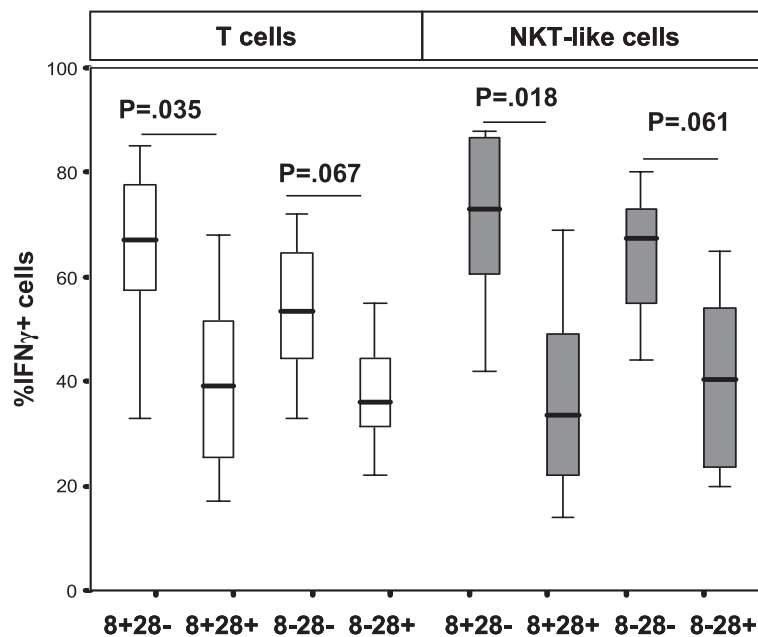 T cells NKT-like cells
100
P=.035 P=.018 P=.061
80
P=.067
60
%IFNγ+ cells
40
20
0
8+28- 8+28+ 8-28- 8-28+ 8+28- 8+28+ 8-28- 8-28+